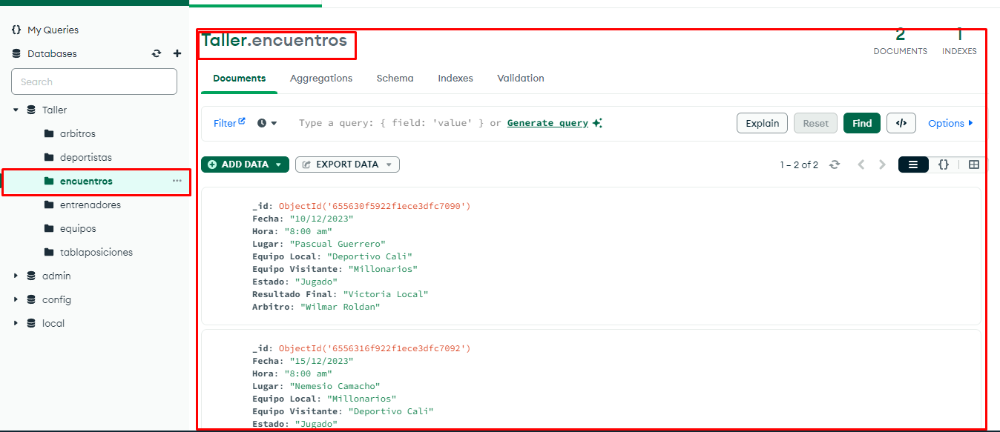 My Queries
Databases
Search
Taller
arbitros
deportistas
encuentros
entrenadores
equipos
tablaposiciones
admin
config
local
Taller.encuentros
2
DOCUMENTS
1
INDEXES
Documents Aggregations Schema Indexes Validation
Filter Type a query: { field: 'value' } or Generate query Explain Reset Find </> Options
ADD DATA EXPORT DATA 1 – 2 of 2 {}
_id: ObjectId('655630f5922f1ece3dfc7090')
Fecha: "10/12/2023"
Hora: "8:00 am"
Lugar: "Pascual Guerrero"
Equipo Local: "Deportivo Cali"
Equipo Visitante: "Millonarios"
Estado: "Jugado"
Resultado Final: "Victoria Local"
Arbitro: "Wilmar Roldan"
_id: ObjectId('6556316f922f1ece3dfc7092')
Fecha: "15/12/2023"
Hora: "8:00 am"
Lugar: "Nemesio Camacho"
Equipo Local: "Millonarios"
Equipo Visitante: "Deportivo Cali"
Estado: "Jugado"